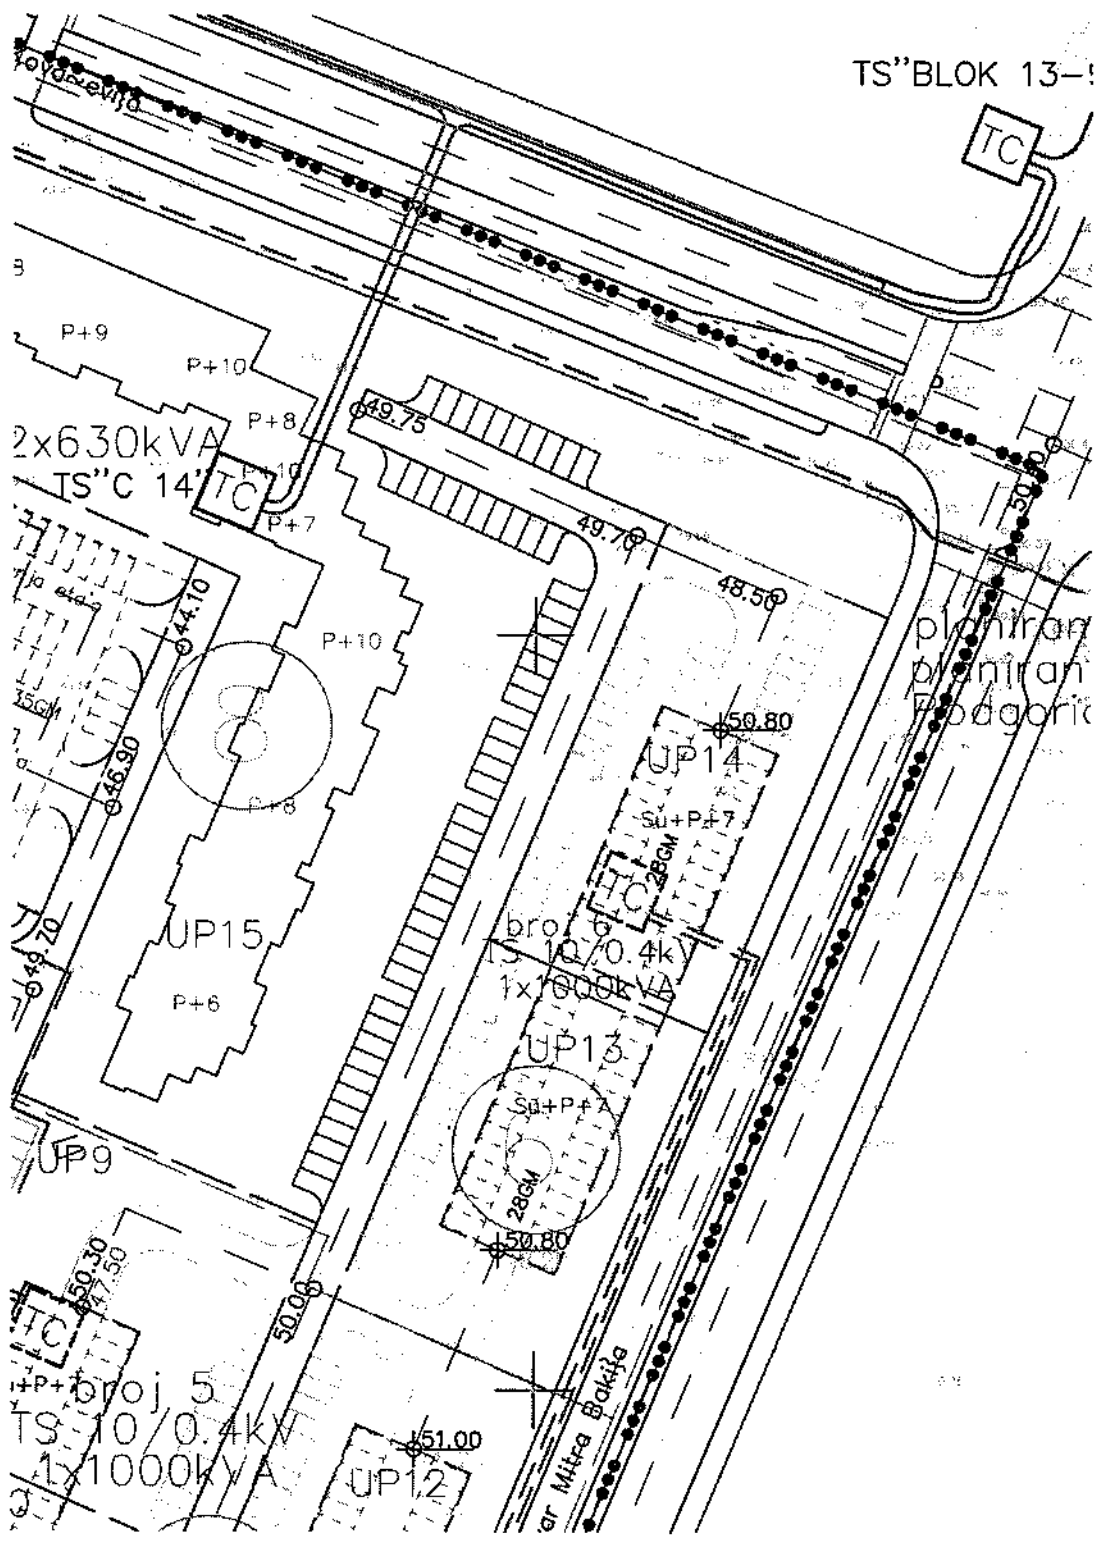 TS"BLOK 13-
TC
P+9
P+10
P+8
49.75
2x630kVA
TS"C 14"
P+10
TC
P+7
49.70
48.50
50.50
44.10
P+10
planiran
planiran
Podgoric
35GM
50.80
UP14
46.90
P+8
Su+P+7
28GM
TC
UP15
broj 6
TS 10/0.4kV
1x1000kVA
49.70
P+6
UP13
Su+P+7
UP9
28GM
50.80
50.30
47.50
50.00
TC
broj 5
TS 10/0.4kV
1x1000kVA
51.00
UP12
Mitra Bakića